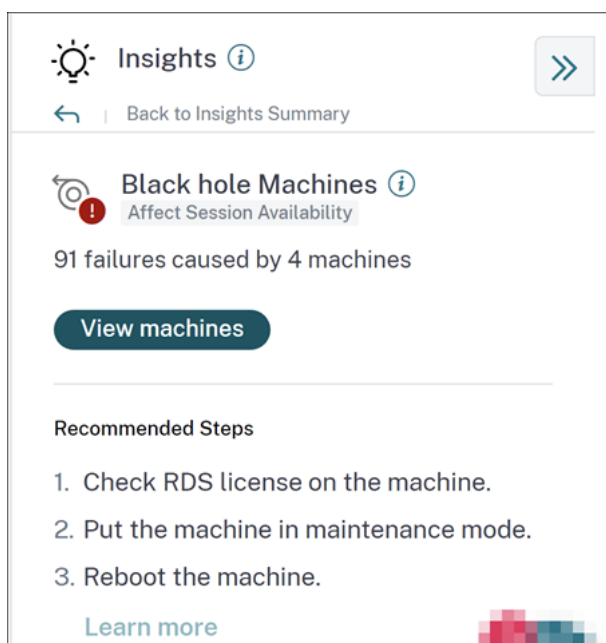 Insights
Back to Insights Summary
Black hole Machines
Affect Session Availability
91 failures caused by 4 machines
View machines
Recommended Steps
1. Check RDS license on the machine.
2. Put the machine in maintenance mode.
3. Reboot the machine.
Learn more